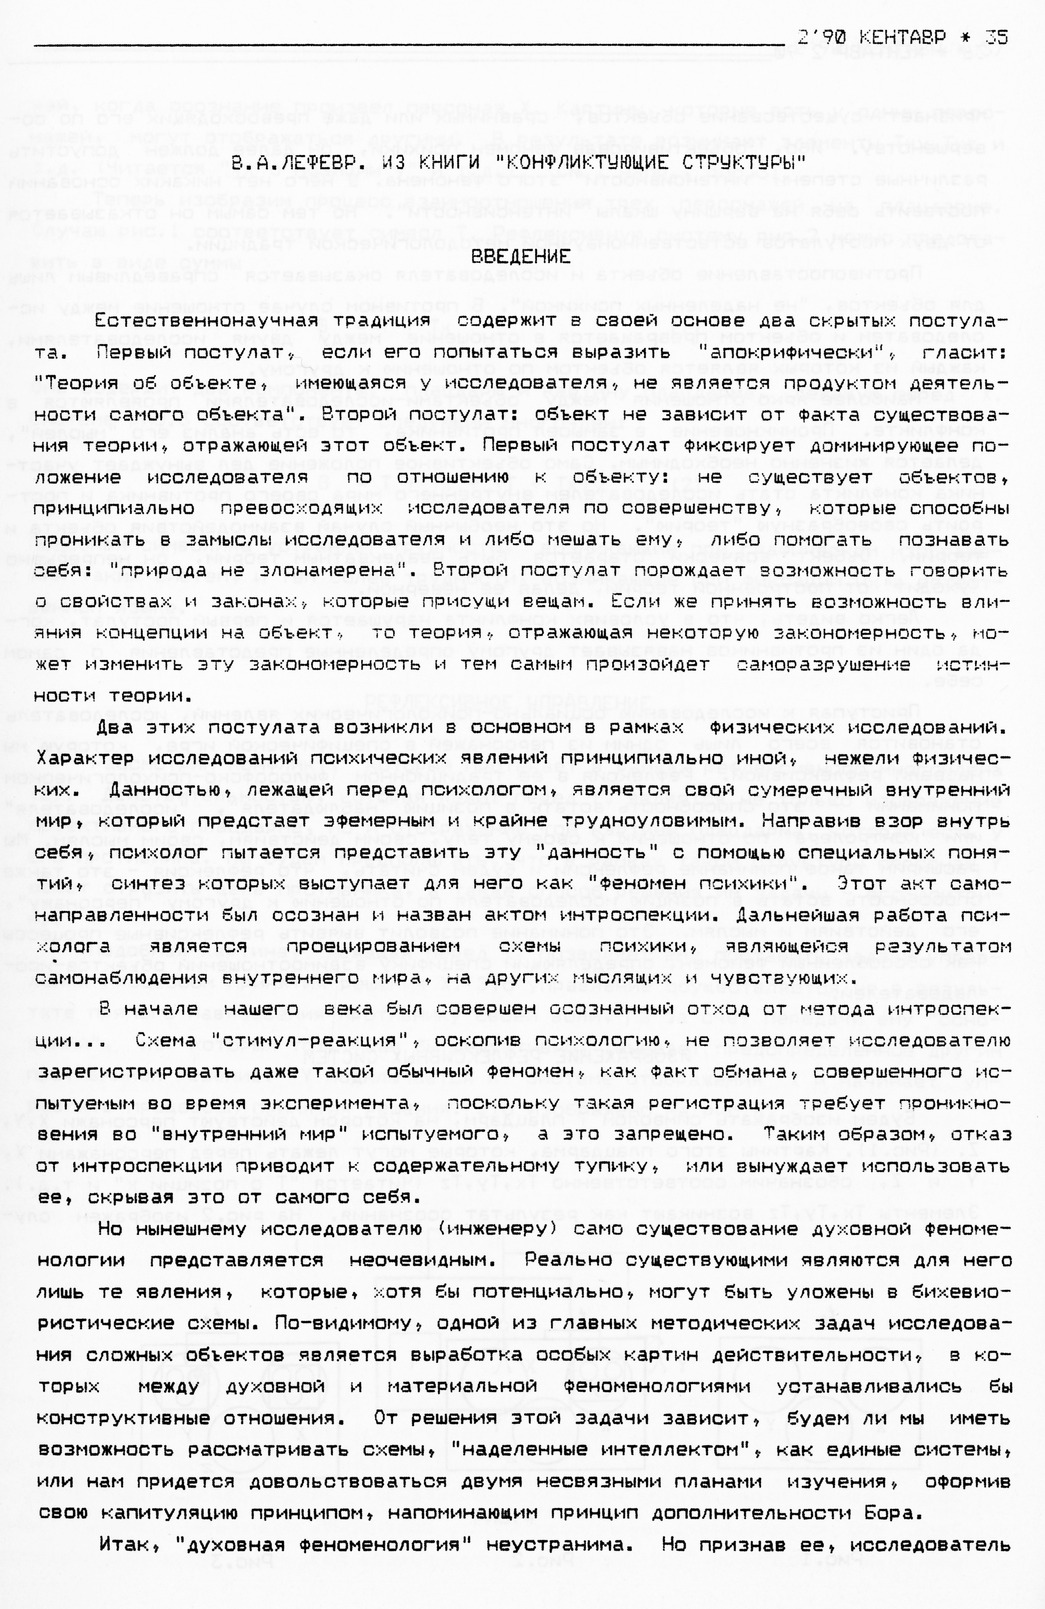 2'90 КЕНТАВР * 35
В.А.ЛЕФЕВР. ИЗ КНИГИ "КОНФЛИКТУЮЩИЕ СТРУКТУРЫ"
ВВЕДЕНИЕ
Естественнонаучная традиция содержит в своей основе два скрытых постула-
та. Первый постулат, если его попытаться выразить "апокрифически", гласит:
"Теория об объекте, имеющаяся у исследователя, не является продуктом деятель-
ности самого объекта". Второй постулат: объект не зависит от факта существова-
ния теории, отражающей этот объект. Первый постулат фиксирует доминирующее по-
ложение исследователя по отношению к объекту: не существует объектов,
принципиально превосходящих исследователя по совершенству, которые способны
проникать в замыслы исследователя и либо мешать ему, либо помогать познавать
себя: "природа не злонамерена". Второй постулат порождает возможность говорить
о свойствах и законах, которые присущи вещам. Если же принять возможность вли-
яния концепции на объект, то теория, отражающая некоторую закономерность, мо-
жет изменить эту закономерность и тем самым произойдет саморазрушение истин-
ности теории.
Два этих постулата возникли в основном в рамках физических исследований.
Характер исследований психических явлений принципиально иной, нежели физичес-
ких. Данностью, лежащей перед психологом, является свой сумеречный внутренний
мир, который предстает эфемерным и крайне трудноуловимым. Направив взор внутрь
себя, психолог пытается представить эту "данность" с помощью специальных поня-
тий, синтез которых выступает для него как "феномен психики". Этот акт само-
направленности был осознан и назван актом интроспекции. Дальнейшая работа пси-
холога является проецированием схемы психики, являющейся результатом
самонаблюдения внутреннего мира, на других мыслящих и чувствующих.
В начале нашего века был совершен осознанный отход от метода интроспек-
ции... Схема "стимул-реакция", оскопив психологию, не позволяет исследователю
зарегистрировать даже такой обычный феномен, как факт обмана, совершенного ис-
пытуемым во время эксперимента, поскольку такая регистрация требует проникно-
вения во "внутренний мир" испытуемого, а это запрещено. Таким образом, отказ
от интроспекции приводит к содержательному тупику, или вынуждает использовать
ее, скрывая это от самого себя.
Но нынешнему исследователю (инженеру) само существование духовной феноме-
нологии представляется неочевидным. Реально существующими являются для него
лишь те явления, которые, хотя бы потенциально, могут быть уложены в бихевио-
ристические схемы. По-видимому, одной из главных методических задач исследова-
ния сложных объектов является выработка особых картин действительности, в ко-
торых между духовной и материальной феноменологиями устанавливались бы
конструктивные отношения. От решения этой задачи зависит, будем ли мы иметь
возможность рассматривать схемы, "наделенные интеллектом", как единые системы,
или нам придется довольствоваться двумя несвязными планами изучения, оформив
свою капитуляцию принципом, напоминающим принцип дополнительности Бора.
Итак, "духовная феноменология" неустранима. Но признав ее, исследователь